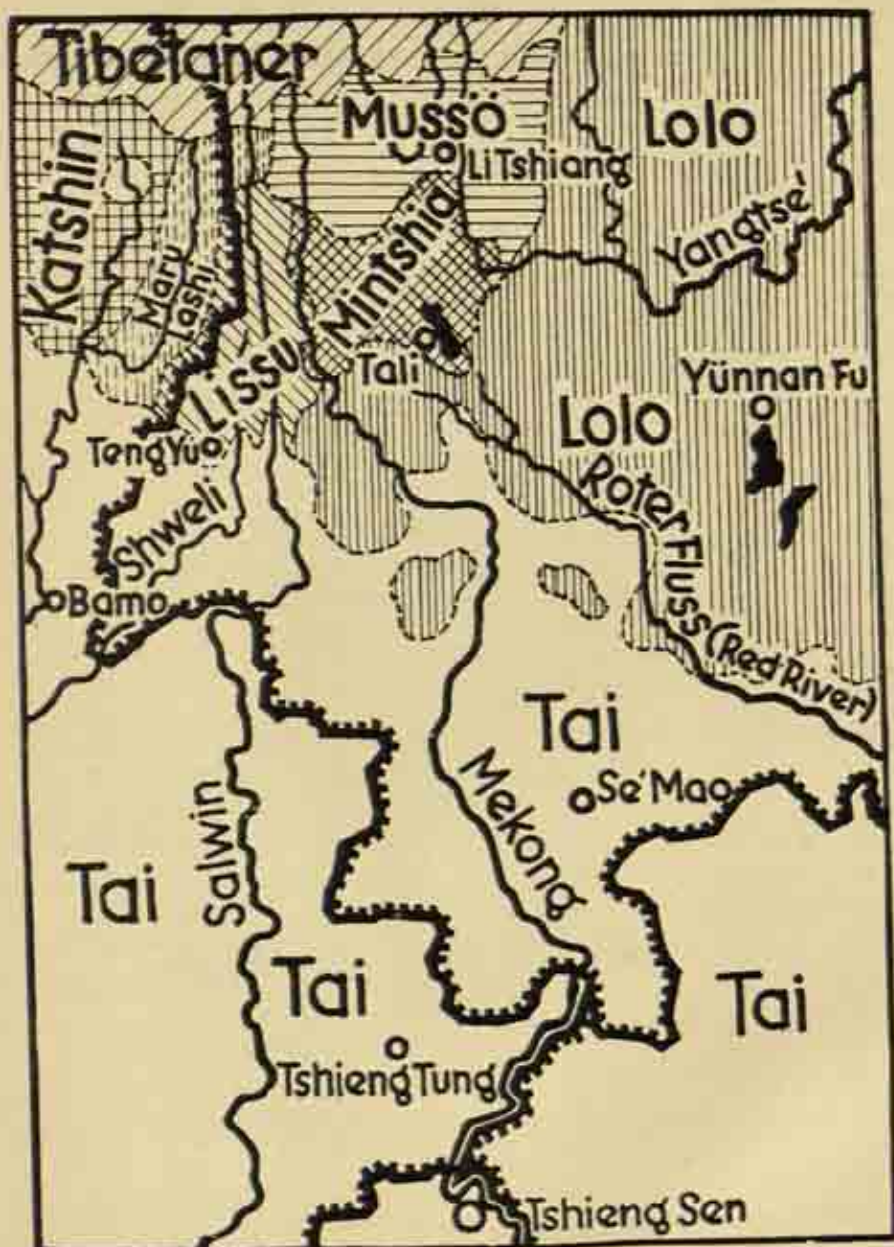 Tibetaner
Mussö
Lolo
Li Tshiang
Katshin
Maru
Lashi
Mintshia
Yangtse'
Lissu
Tali
Yünnan Fu
Lolo
Teng Yüo
Shweli
Roter Fluss (Red River)
Bamo
Tai
Mekong
Se' Mao
Salwin
Tai
Tai
Tai
Tshieng Tung
Tshieng Sen